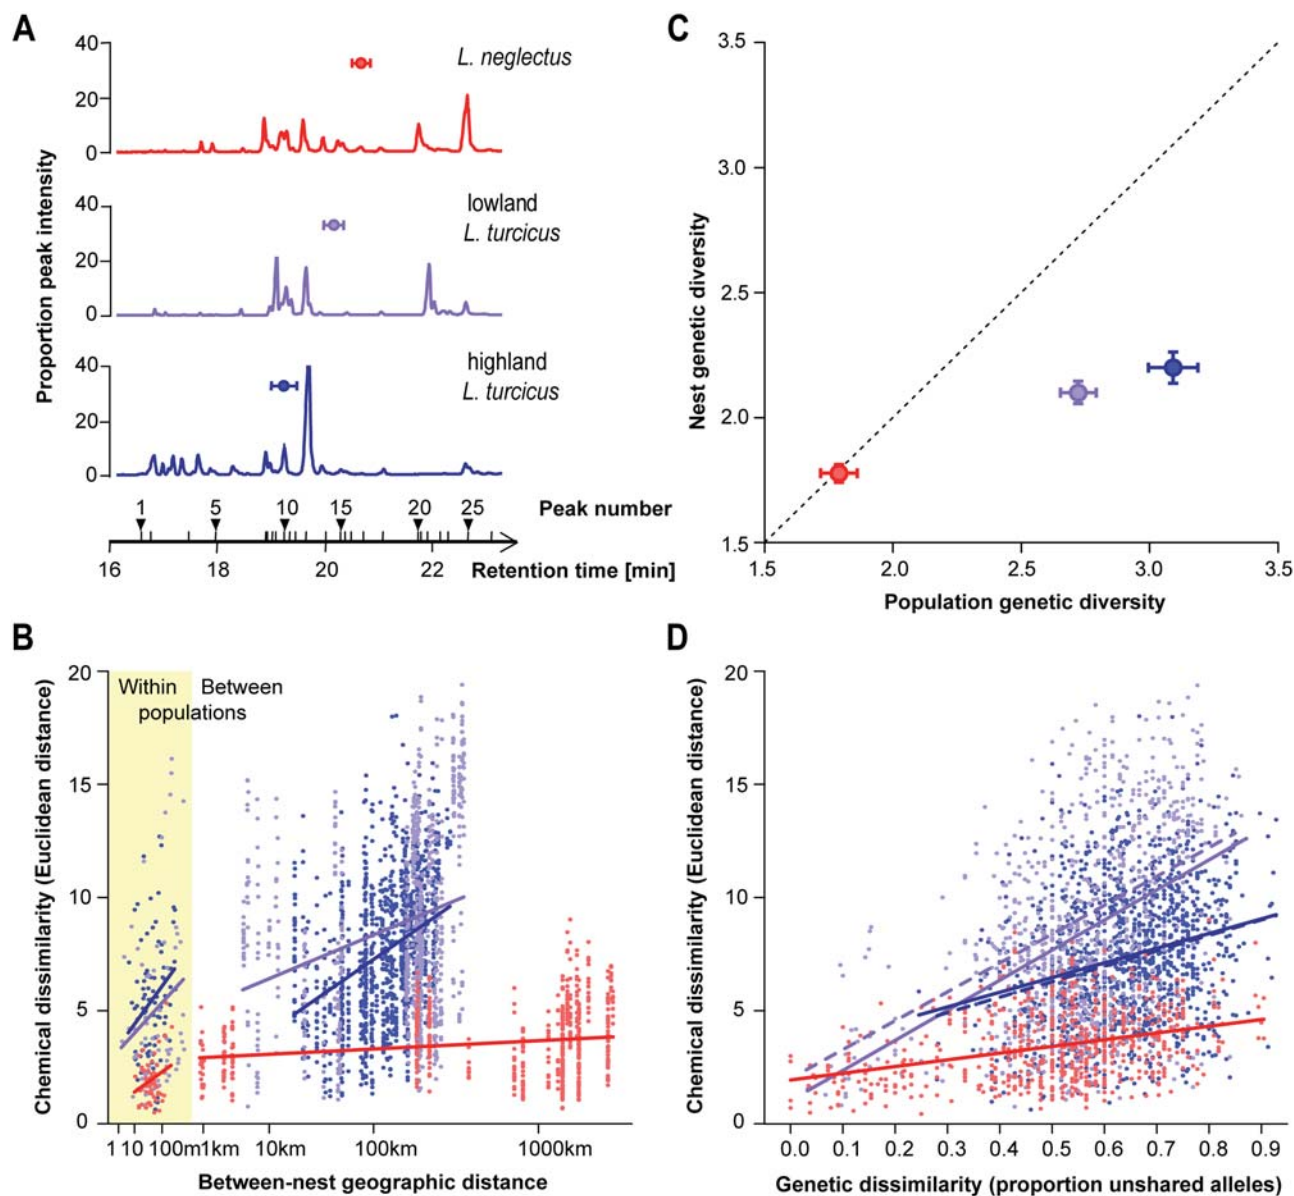 A
40
20
0
L. neglectus
40
20
0
lowland
L. turcicus
40
20
0
highland
L. turcicus
Proportion peak intensity
1 5 10 15 20 25 Peak number
16 18 20 22 Retention time [min]
C
3.5
3.0
2.5
2.0
1.5
Nest genetic diversity
1.5 2.0 2.5 3.0 3.5
Population genetic diversity
B
20
15
10
5
0
Chemical dissimilarity (Euclidean distance)
Within Between
populations
1 10 100m 1km 10km 100km 1000km
Between-nest geographic distance
D
20
15
10
5
0
Chemical dissimilarity (Euclidean distance)
0.0 0.1 0.2 0.3 0.4 0.5 0.6 0.7 0.8 0.9
Genetic dissimilarity (proportion unshared alleles)